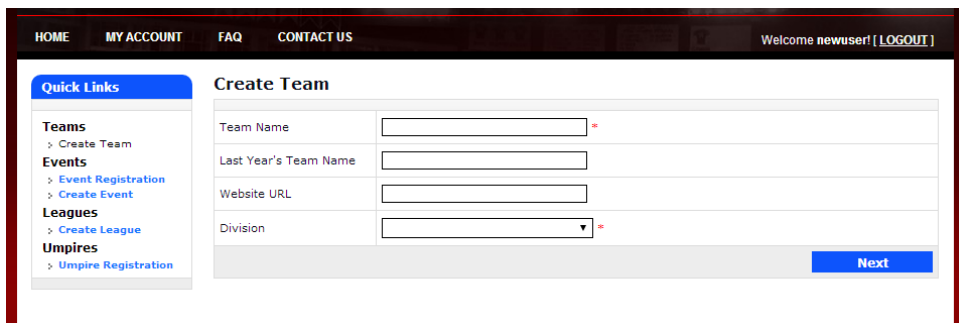 HOME MY ACCOUNT FAQ CONTACT US Welcome newuser! [ LOGOUT ]
Quick Links
Teams
Create Team
Events
Event Registration
Create Event
Leagues
Create League
Umpires
Umpire Registration
Create Team
Team Name *
Last Year's Team Name
Website URL
Division *
Next